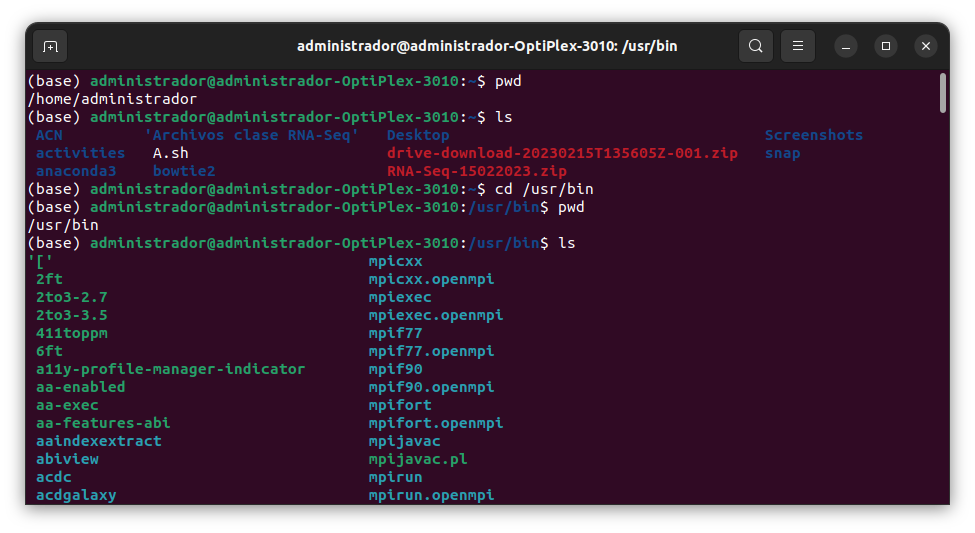 administrador@administrador-OptiPlex-3010: /usr/bin
(base) administrador@administrador-OptiPlex-3010:~$ pwd
/home/administrador
(base) administrador@administrador-OptiPlex-3010:~$ ls
ACN 'Archivos clase RNA-Seq' Desktop Screenshots
activities A.sh drive-download-20230215T135605Z-001.zip snap
anaconda3 bowtie2 RNA-Seq-15022023.zip
(base) administrador@administrador-OptiPlex-3010:~$ cd /usr/bin
(base) administrador@administrador-OptiPlex-3010:/usr/bin$ pwd
/usr/bin
(base) administrador@administrador-OptiPlex-3010:/usr/bin$ ls
'[' mpicxx
2ft mpicxx.openmpi
2to3-2.7 mpiexec
2to3-3.5 mpiexec.openmpi
411toppm mpif77
6ft mpif77.openmpi
a11y-profile-manager-indicator mpif90
aa-enabled mpif90.openmpi
aa-exec mpifort
aa-features-abi mpifort.openmpi
aaindexextract mpijavac
abiview mpijavac.pl
acdc mpirun
acdgalaxy mpirun.openmpi